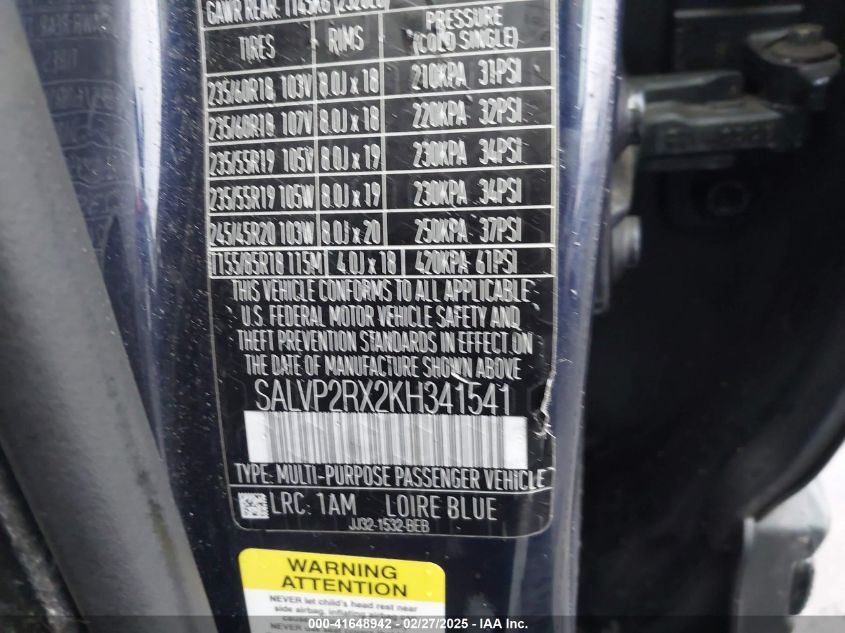 GAWR REAR: 1145KG
TIRES RIMS PRESSURE (COLD SINGLE)
235/60R18 103V 8.0J x 18 210KPA 31PSI
235/60R18 107V 8.0J x 18 220KPA 32PSI
235/55R19 105V 8.0J x 19 230KPA 34PSI
235/55R19 105W 8.0J x 19 230KPA 34PSI
245/45R20 103W 8.0J x 20 250KPA 37PSI
T155/85R18 115M 4.0J x 18 420KPA 61PSI
THIS VEHICLE CONFORMS TO ALL APPLICABLE
U.S. FEDERAL MOTOR VEHICLE SAFETY AND
THEFT PREVENTION STANDARDS IN EFFECT ON
THE DATE OF MANUFACTURE SHOWN ABOVE
SALVP2RX2KH341541
TYPE: MULTI-PURPOSE PASSENGER VEHICLE
LRC: 1AM LOIRE BLUE
JJ32-1532-BEB
WARNING
ATTENTION
NEVER let child's head rest near
side airbag, inflating
000-41648942 - 02/27/2025 - IAA Inc.